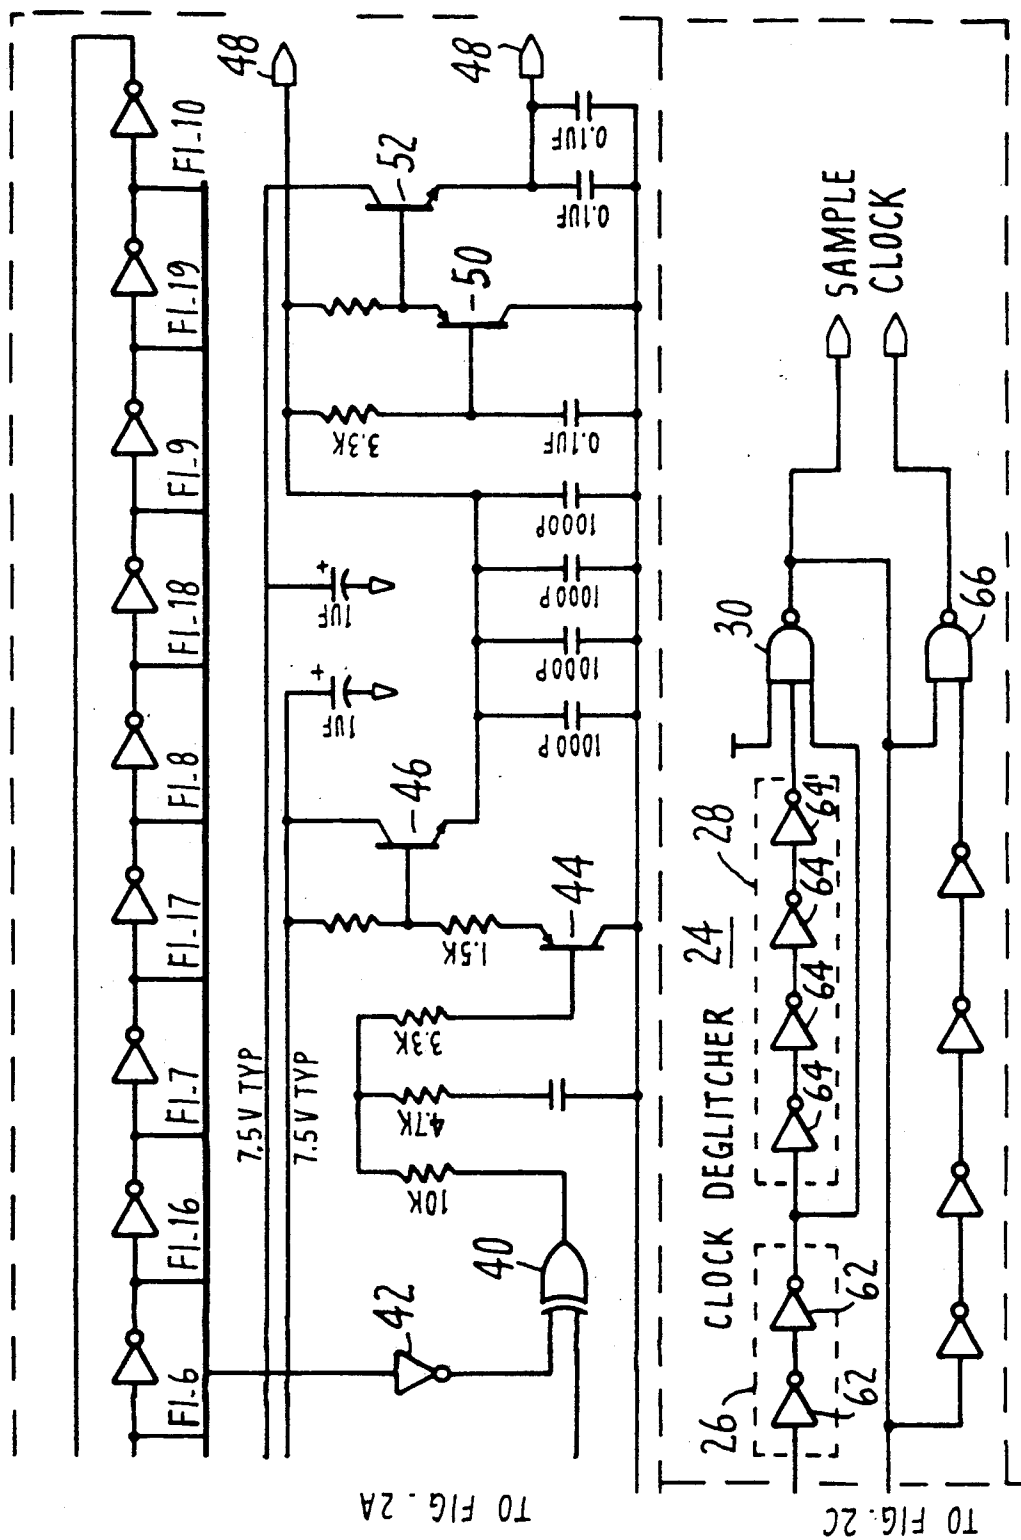 F1-6
F1-16
F1-7
F1-17
F1-8
F1-18
F1-9
F1-19
F1-10
7.5V TYP
7.5V TYP
1UF
+
1UF
+
48
48
42
40
10K
4.7K
3.3K
1.5K
44
46
1000P
1000P
1000P
1000P
3.3K
0.1UF
50
52
0.1UF
0.1UF
TO FIG. 2A
CLOCK DEGLITCHER 24
26
62
62
28
64
64
64
64
30
66
SAMPLE
CLOCK
TO FIG. 2C